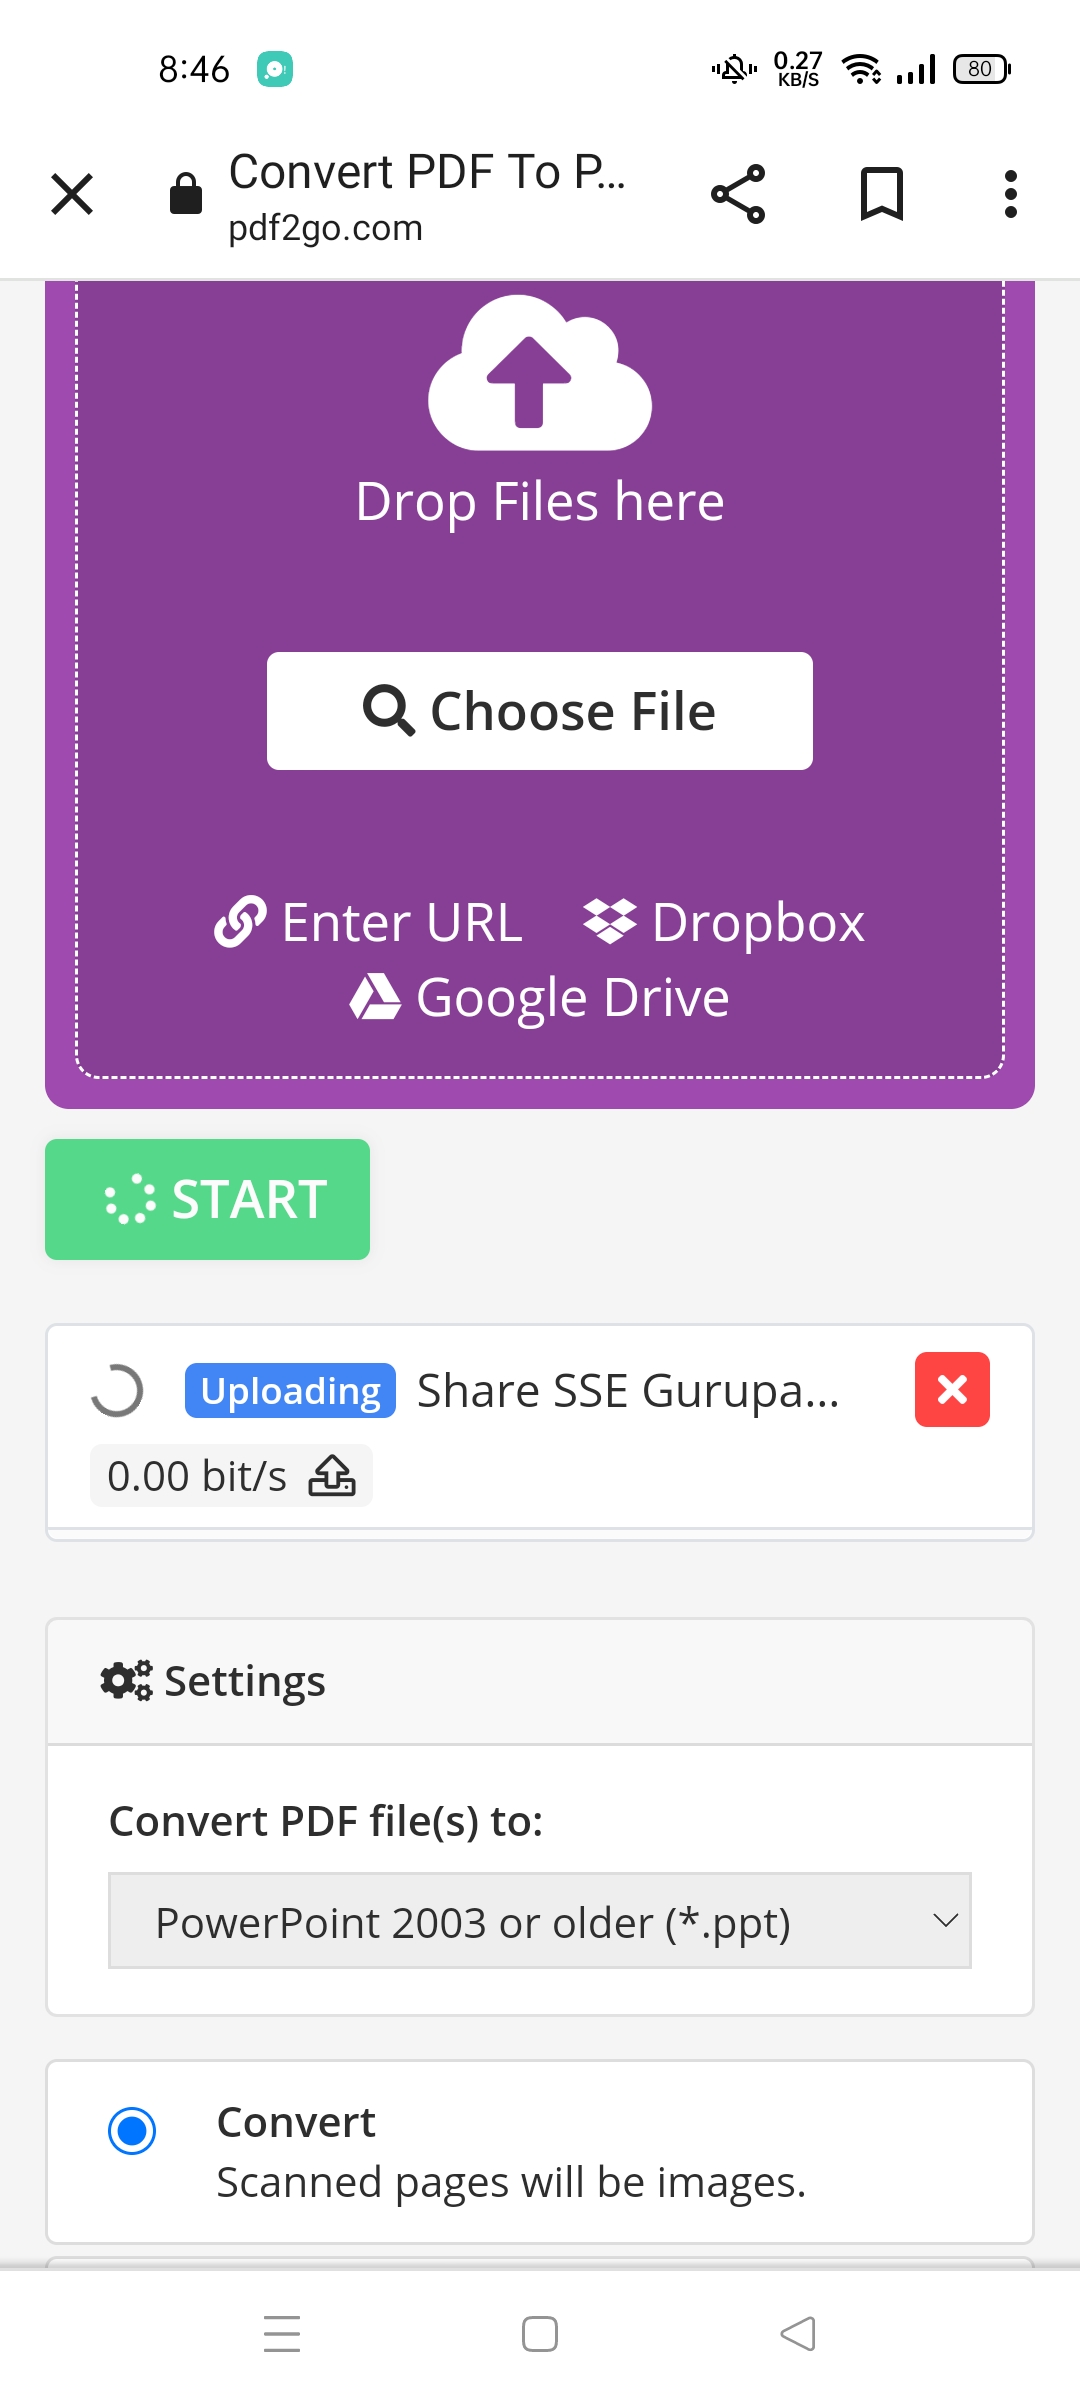 8:46
0.27
KB/S
80
Convert PDF To P...
pdf2go.com
Drop Files here
Choose File
Enter URL
Dropbox
Google Drive
START
Uploading
Share SSE Gurupa...
0.00 bit/s
Settings
Convert PDF file(s) to:
PowerPoint 2003 or older (*.ppt)
Convert
Scanned pages will be images.